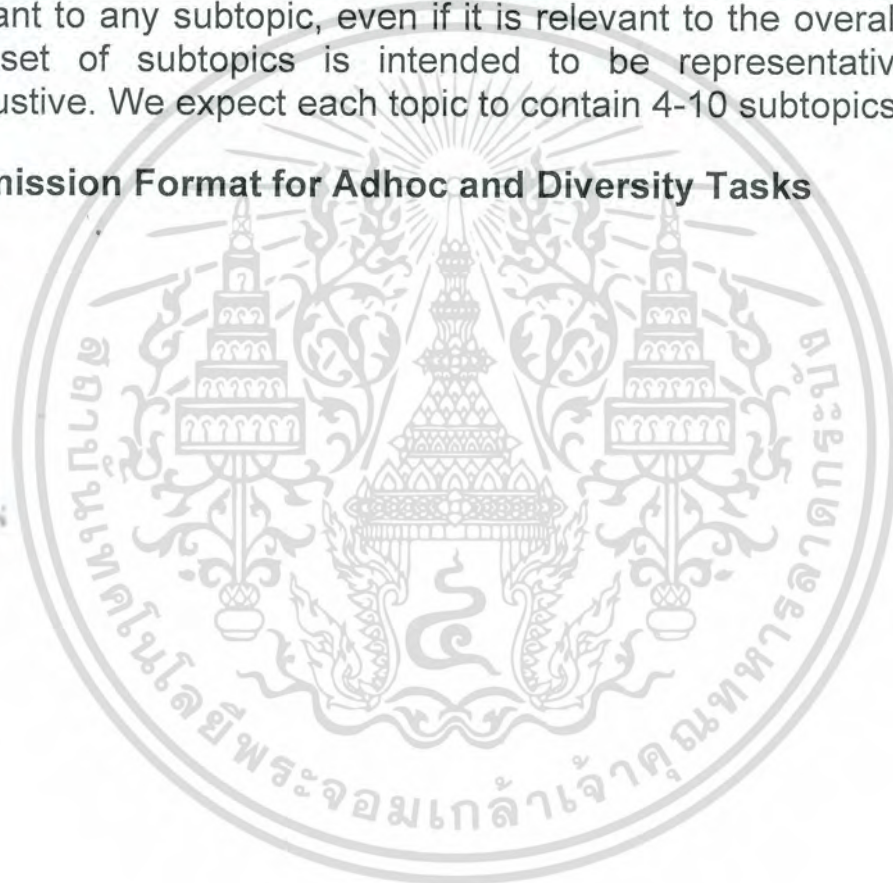 ant to any subtopic, even if it is relevant to the overal
set of subtopics is intended to be representativ
ustive. We expect each topic to contain 4-10 subtopics
nission Format for Adhoc and Diversity Tasks
สถาบันเทคโนโลยีพระจอมเกล้าเจ้าคุณทหารลาดกระบัง